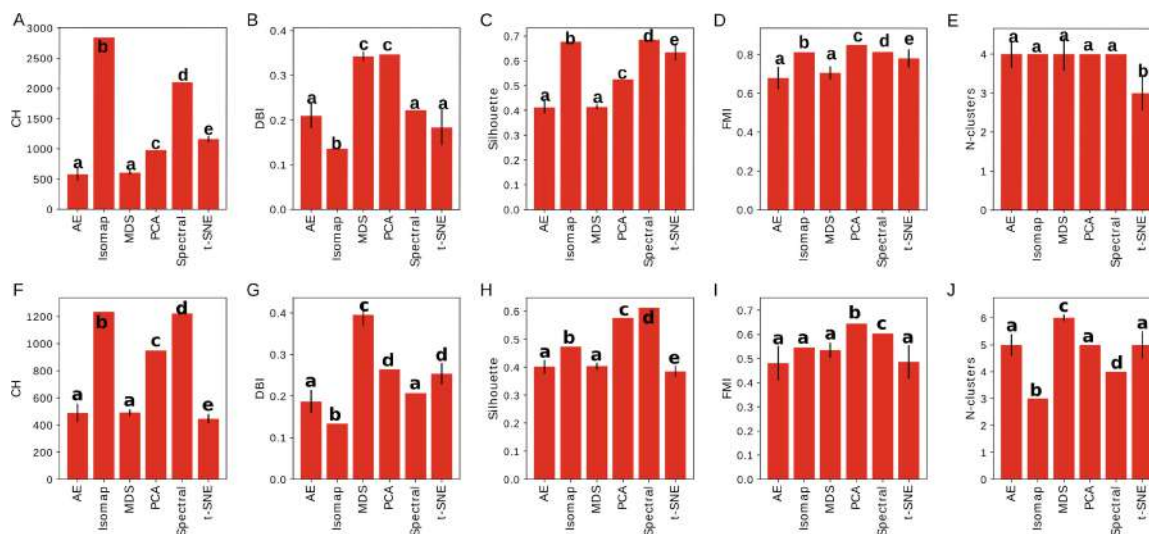 A
CH
3000
2500
2000
1500
1000
500
0
a
b
a
c
d
e
AE
Isomap
MDS
PCA
Spectral
t-SNE
B
DBI
0.4
0.3
0.2
0.1
0.0
a
b
c
c
a
a
AE
Isomap
MDS
PCA
Spectral
t-SNE
C
Silhouette
0.7
0.6
0.5
0.4
0.3
0.2
0.1
0.0
a
b
a
c
d
e
AE
Isomap
MDS
PCA
Spectral
t-SNE
D
FMI
0.8
0.6
0.4
0.2
0.0
a
b
a
c
d
e
AE
Isomap
MDS
PCA
Spectral
t-SNE
E
N-clusters
4
3
2
1
0
a
a
a
a
a
b
AE
Isomap
MDS
PCA
Spectral
t-SNE
F
CH
1200
1000
800
600
400
200
0
a
b
a
c
d
e
AE
Isomap
MDS
PCA
Spectral
t-SNE
G
DBI
0.4
0.3
0.2
0.1
0.0
a
b
c
d
a
d
AE
Isomap
MDS
PCA
Spectral
t-SNE
H
Silhouette
0.6
0.5
0.4
0.3
0.2
0.1
0.0
a
b
a
c
d
e
AE
Isomap
MDS
PCA
Spectral
t-SNE
I
FMI
0.7
0.6
0.5
0.4
0.3
0.2
0.1
0.0
a
a
a
b
c
a
AE
Isomap
MDS
PCA
Spectral
t-SNE
J
N-clusters
6
5
4
3
2
1
0
a
b
c
a
d
a
AE
Isomap
MDS
PCA
Spectral
t-SNE